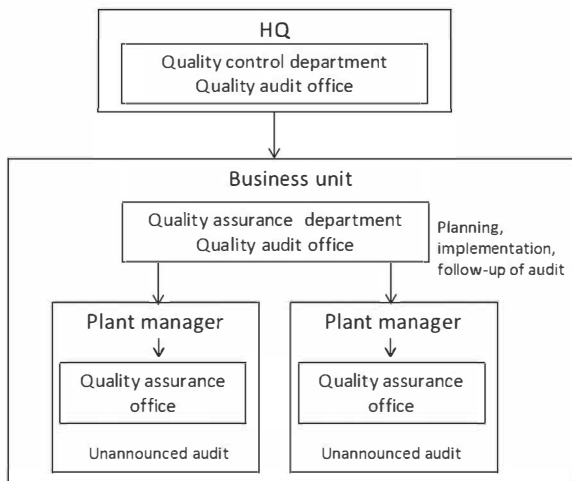 HQ
Quality control department
Quality audit office
Business unit
Quality assurance department
Quality audit office
Planning,
implementation,
follow-up of audit
Plant manager
Quality assurance
office
Unannounced audit
Plant manager
Quality assurance
office
Unannounced audit